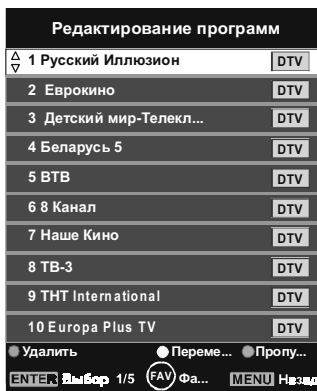 Редактирование программ
1 Русский Иллюзион DTV
2 Еврокино DTV
3 Детский мир-Телекл... DTV
4 Беларусь 5 DTV
5 ВТВ DTV
6 8 Канал DTV
7 Наше Кино DTV
8 ТВ-3 DTV
9 ТНТ International DTV
10 Europa Plus TV DTV
Удалить Переме... Пропу...
ENTER Выбор 1/5 FAV Фа... MENU Назад